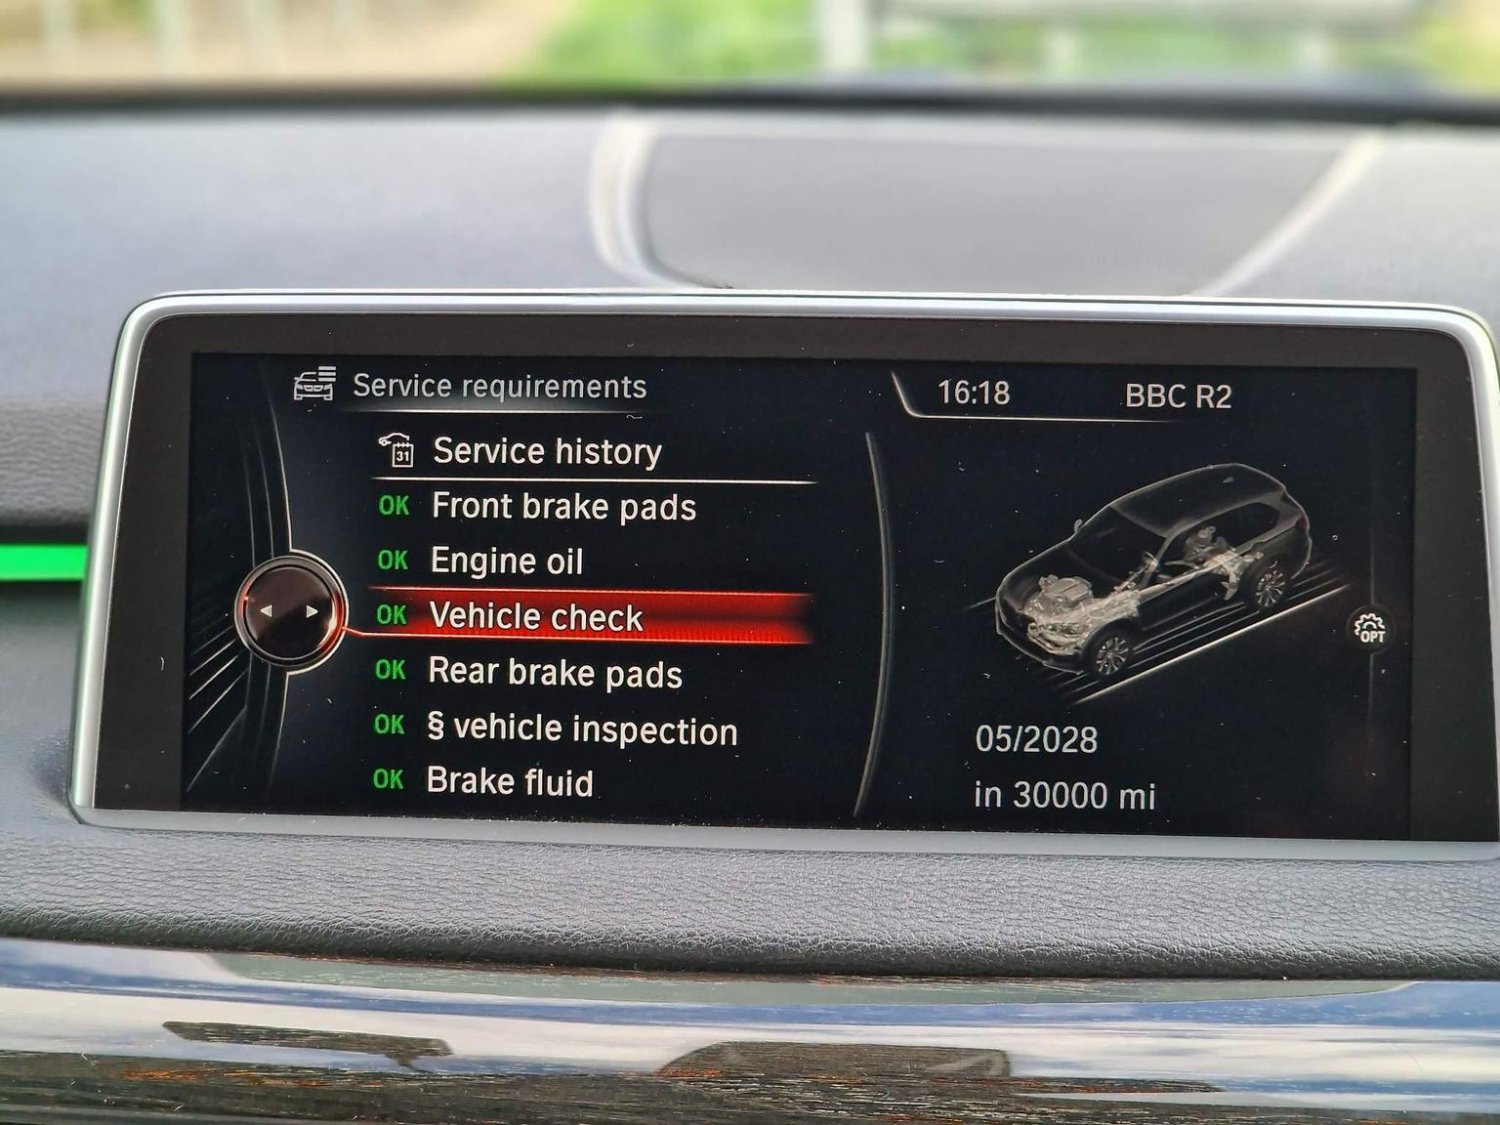 Service requirements
16:18
BBC R2
31
Service history
OK Front brake pads
OK Engine oil
OK Vehicle check
OK Rear brake pads
OK § vehicle inspection
OK Brake fluid
OPT
05/2028
in 30000 mi